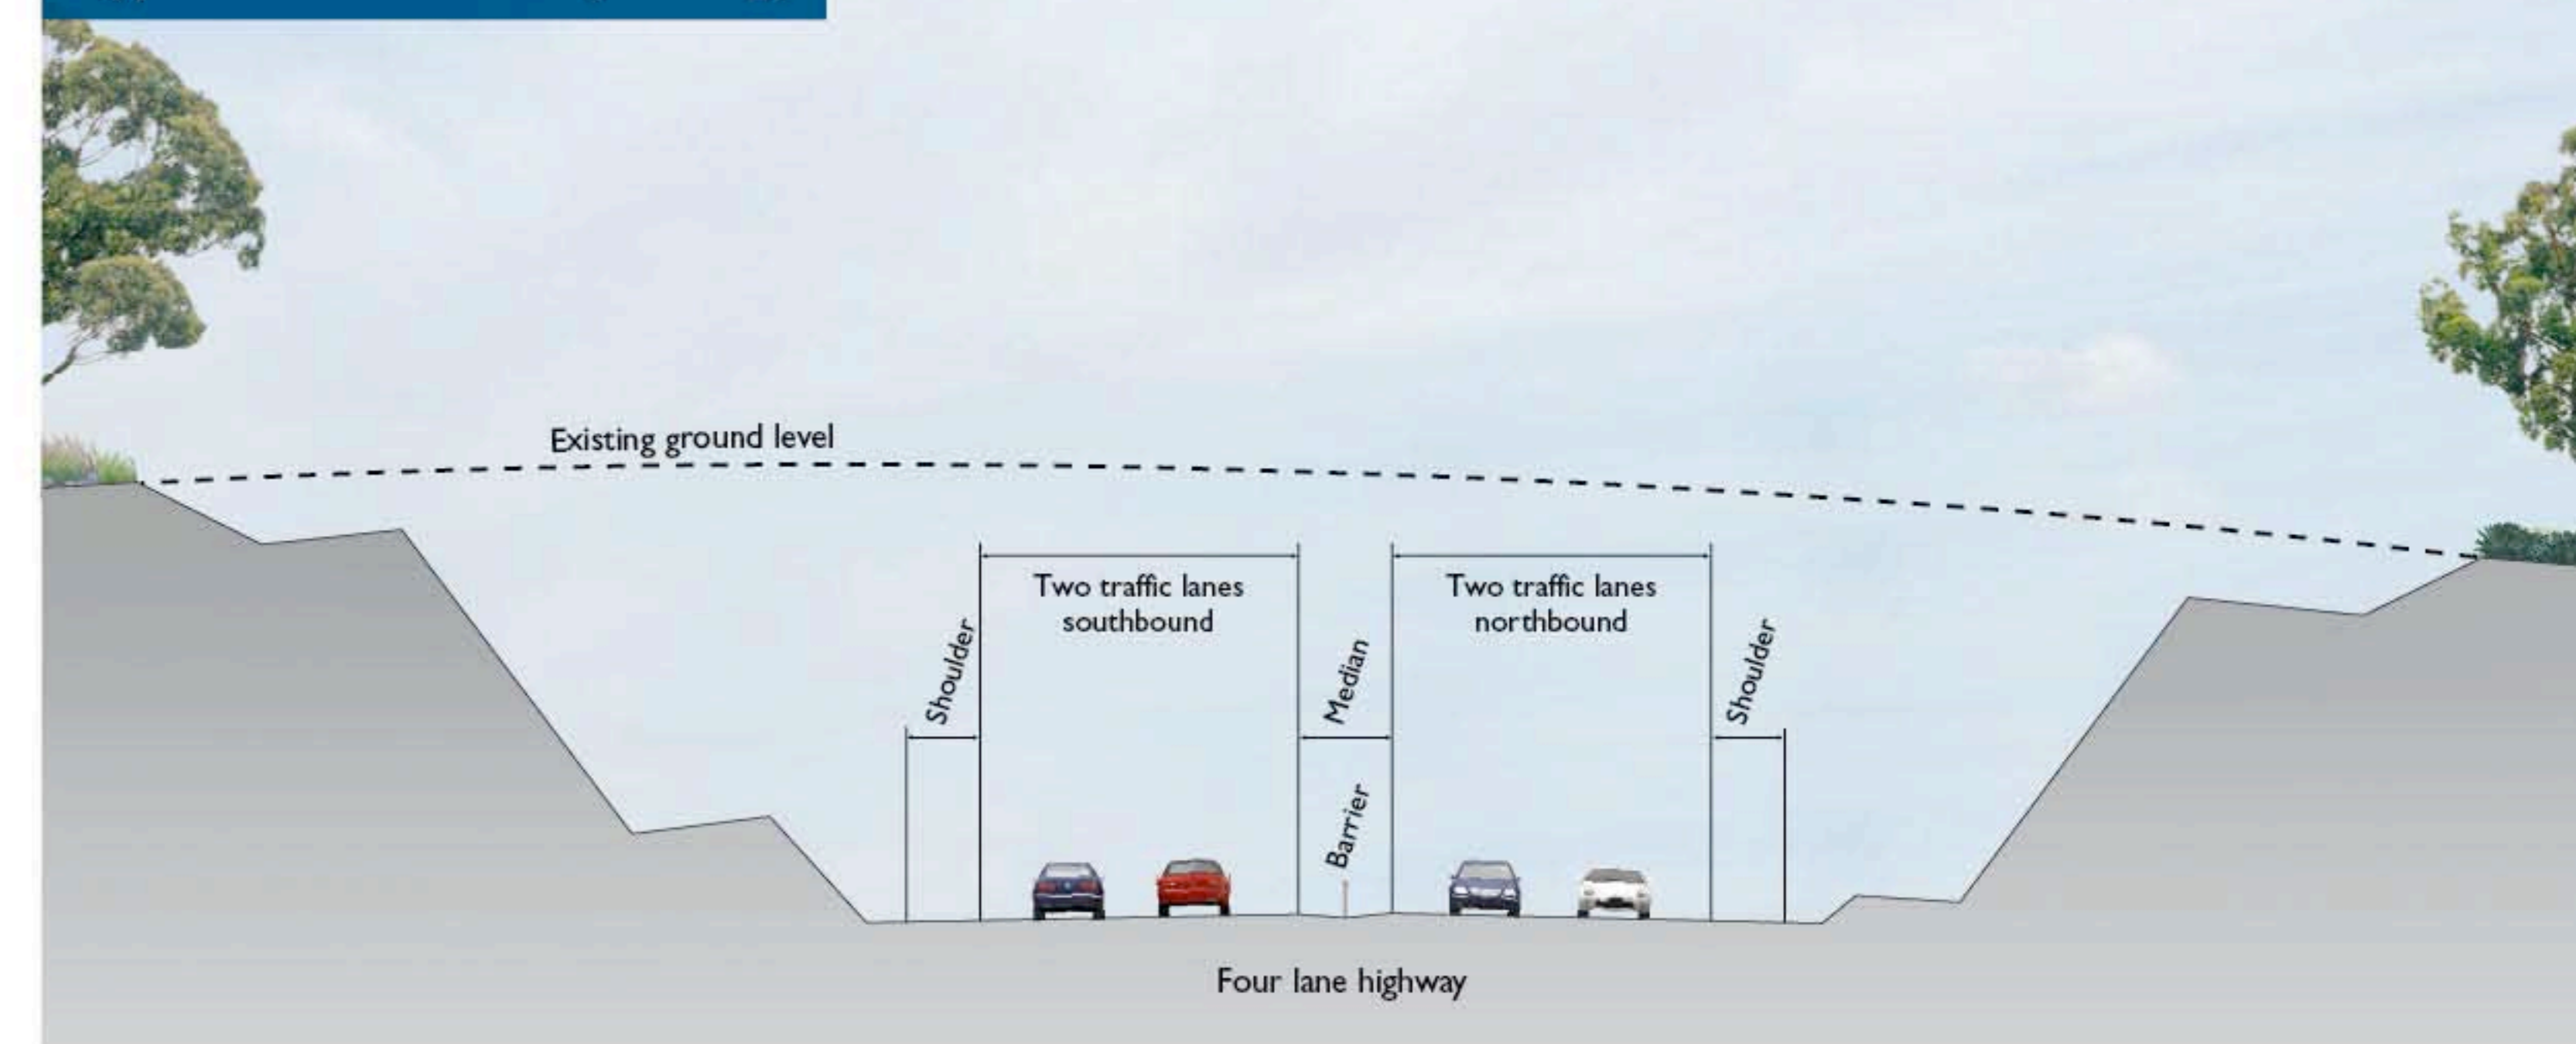 Existing ground level
Two traffic lanes
southbound
Two traffic lanes
northbound
Shoulder
Median
Shoulder
Barrier
Four lane highway